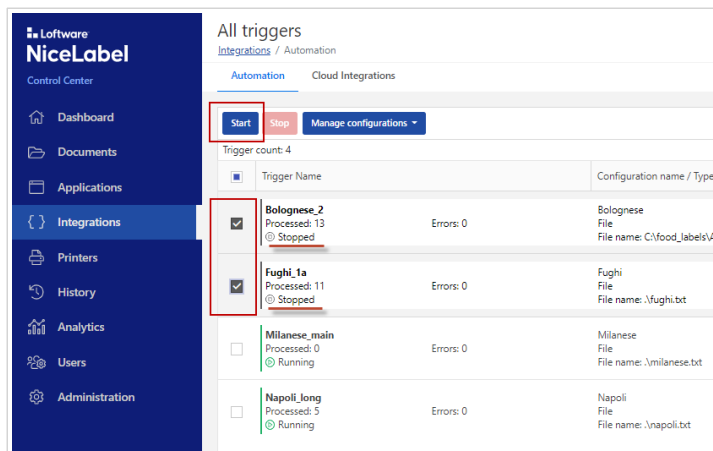 Loftware
NiceLabel
Control Center
Dashboard
Documents
Applications
{ } Integrations
Printers
History
Analytics
Users
Administration
All triggers
Integrations / Automation
Automation Cloud Integrations
Start Stop Manage configurations
Trigger count: 4
Trigger Name Configuration name / Type
Bolognese_2 Bolognese
Processed: 13 Errors: 0 File
Stopped File name: C:\food_labels\A
Fughi_1a Fughi
Processed: 11 Errors: 0 File
Stopped File name: .\fughi.txt
Milanese_main Milanese
Processed: 0 Errors: 0 File
Running File name: .\milanese.txt
Napoli_long Napoli
Processed: 5 Errors: 0 File
Running File name: .\napoli.txt